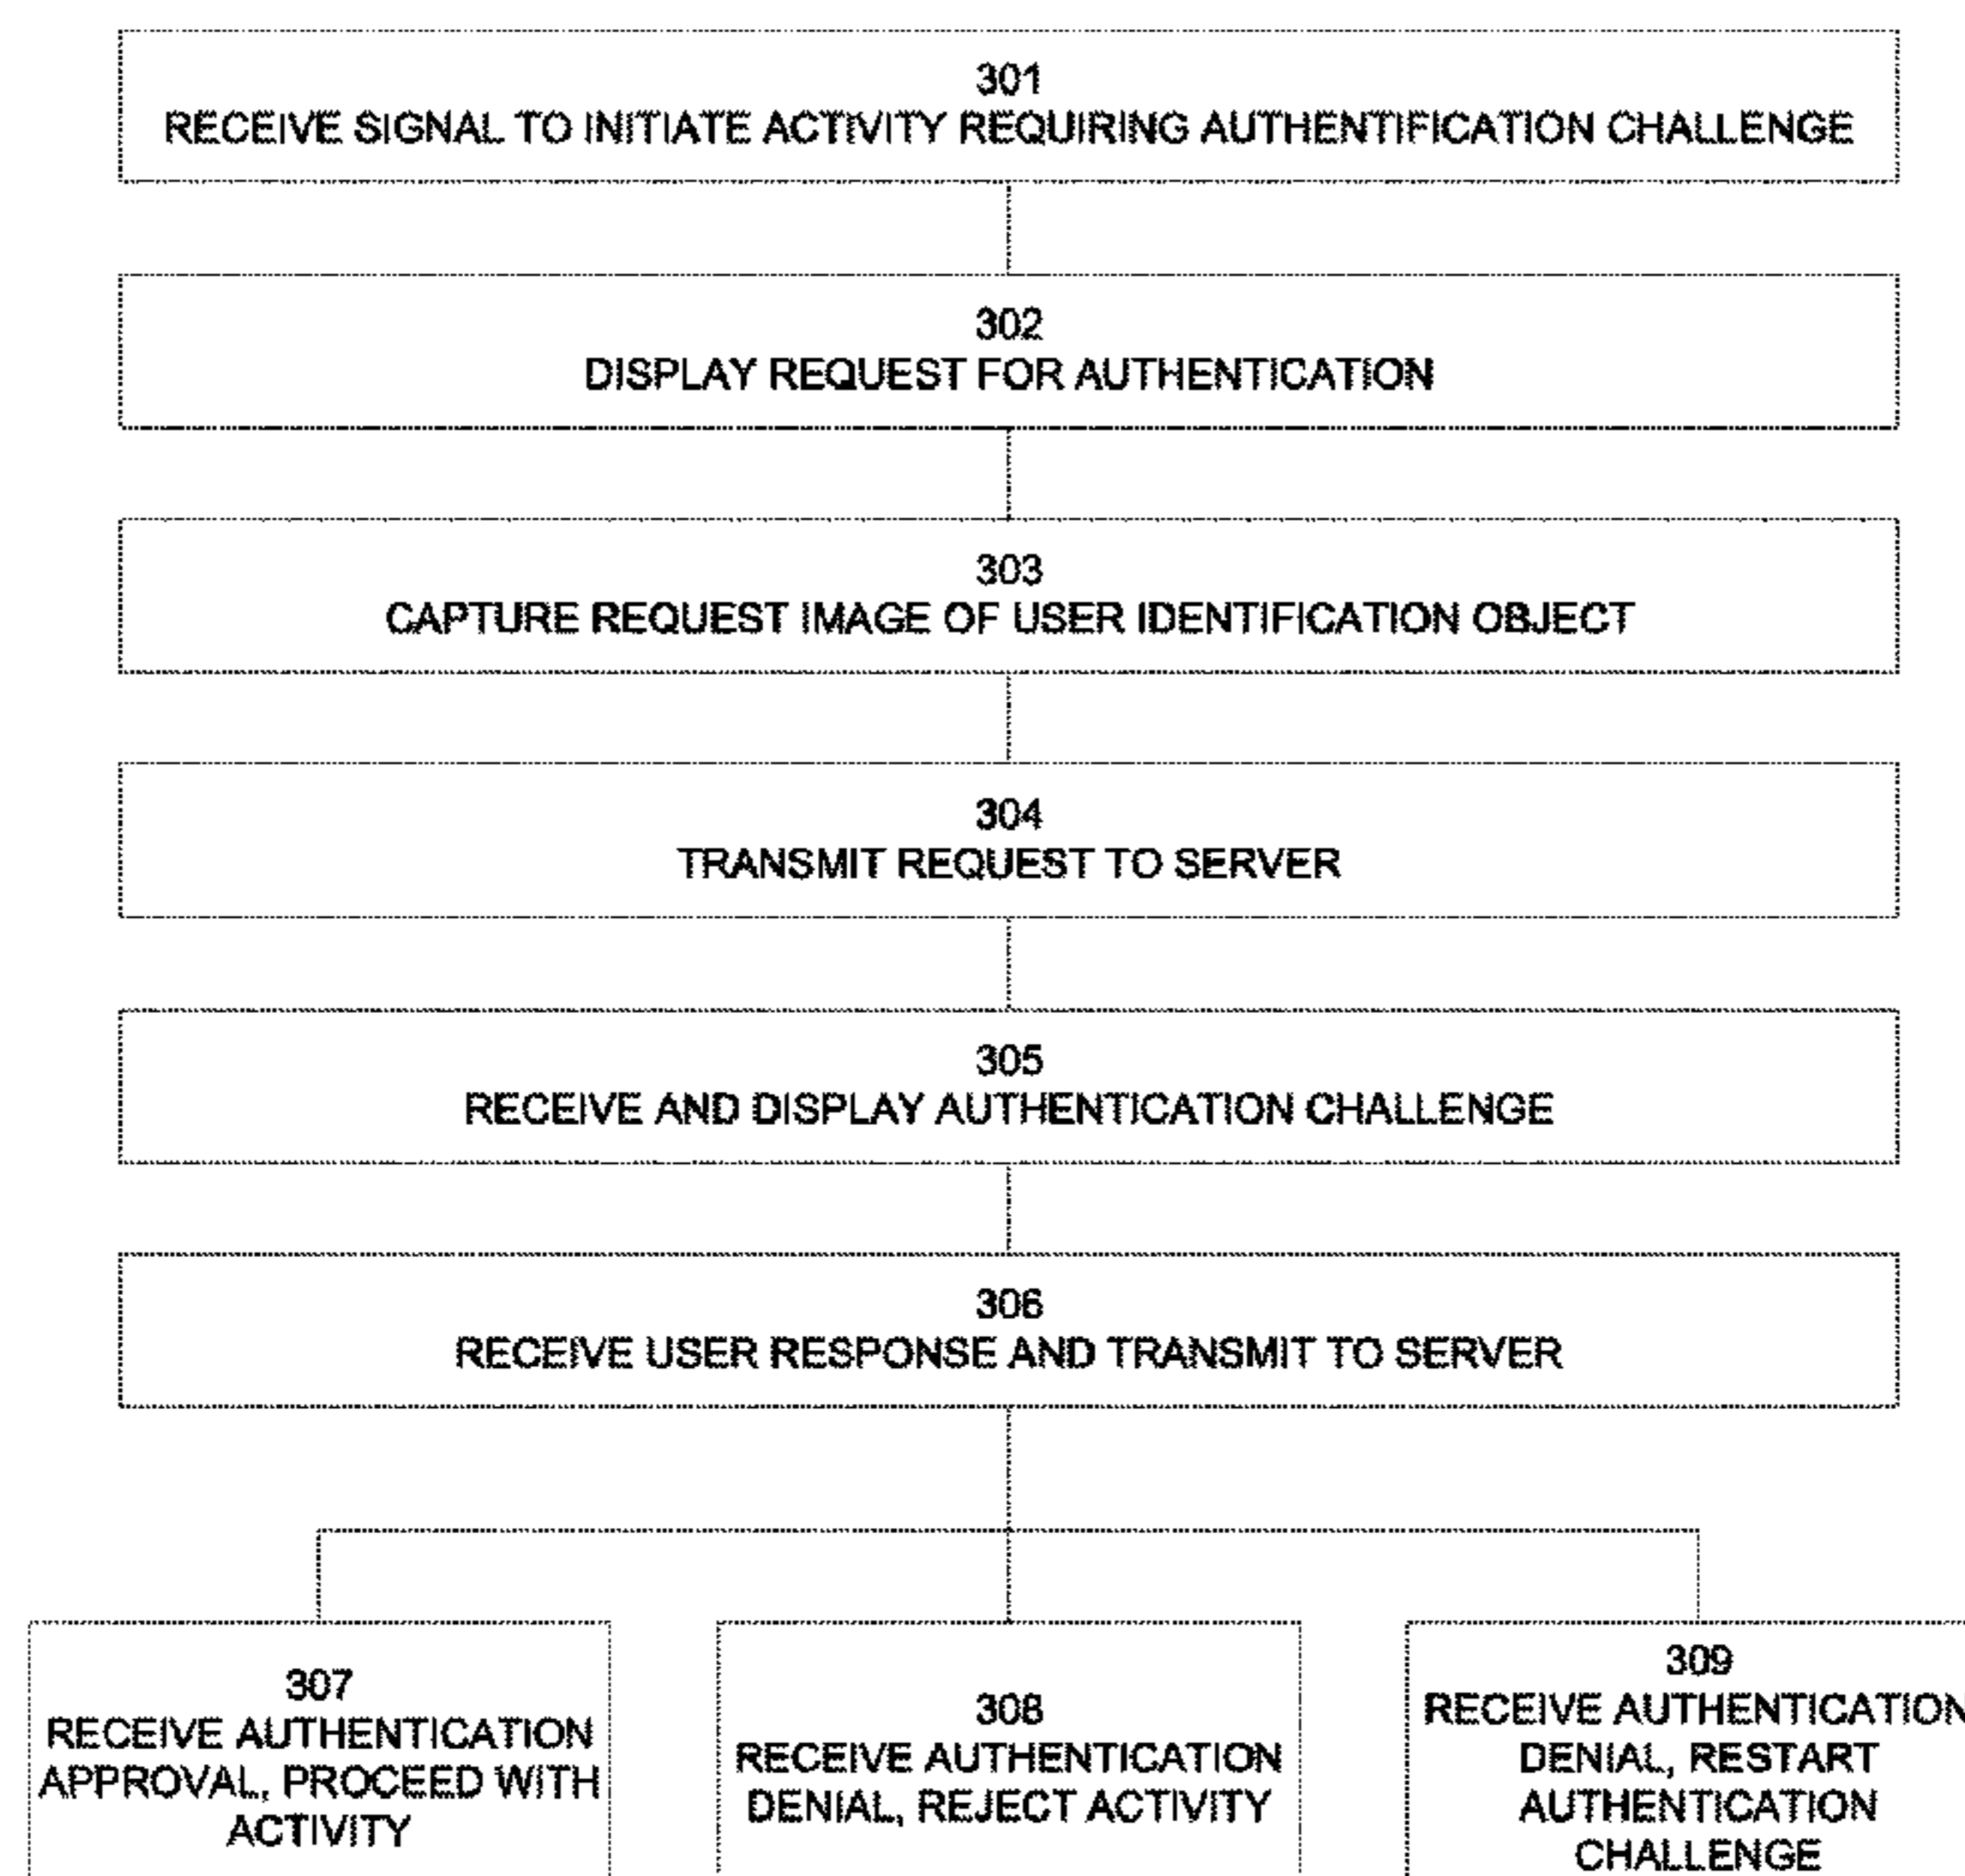 301
RECEIVE SIGNAL TO INITIATE ACTIVITY REQUIRING AUTHENTIFICATION CHALLENGE
302
DISPLAY REQUEST FOR AUTHENTICATION
303
CAPTURE REQUEST IMAGE OF USER IDENTIFICATION OBJECT
304
TRANSMIT REQUEST TO SERVER
305
RECEIVE AND DISPLAY AUTHENTICATION CHALLENGE
306
RECEIVE USER RESPONSE AND TRANSMIT TO SERVER
307
RECEIVE AUTHENTICATION
APPROVAL, PROCEED WITH
ACTIVITY
308
RECEIVE AUTHENTICATION
DENIAL, REJECT ACTIVITY
309
RECEIVE AUTHENTICATION
DENIAL, RESTART
AUTHENTICATION
CHALLENGE